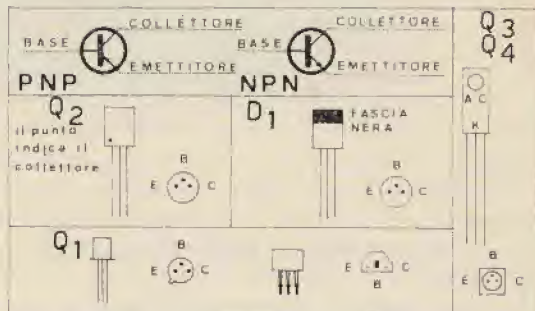 COLLETTORE
BASE
EMETTITORE
PNP
COLLETTORE
BASE
EMETTITORE
NPN
Q3
Q4
A C
K
B
E C
Q2
il punto
indica il
collettore
B
E C
D1
FASCIA
NERA
B
E C
Q1
B
E C
E C
B